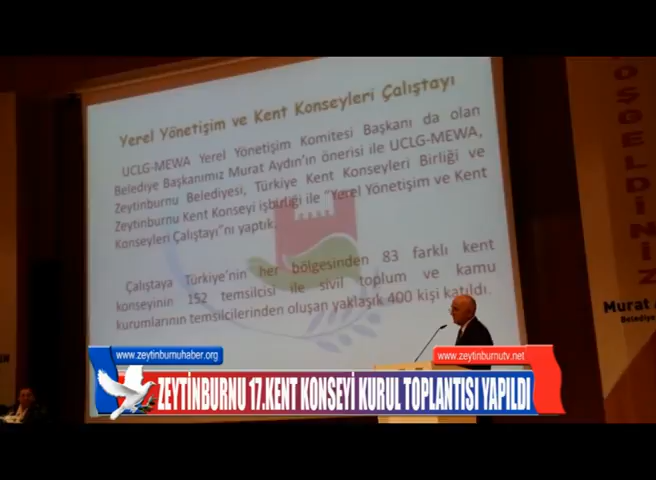 Yerel Yönetişim ve Kent Konseyleri Çalıştayı
UCLG-MEWA Yerel Yönetişim Komitesi Başkanı da olan
Belediye Başkanımız Murat Aydın'ın önerisi ile UCLG-MEWA,
Zeytinburnu Belediyesi, Türkiye Kent Konseyleri Birliği ve
Zeytinburnu Kent Konseyi işbirliği ile "Yerel Yönetişim ve Kent
Konseyleri Çalıştayı"nı yaptık.
Çalıştaya Türkiye'nin her bölgesinden 83 farklı kent
konseyinin 152 temsilcisi ile sivil toplum ve kamu
kurumlarının temsilcilerinden oluşan yaklaşık 400 kişi katıldı.
OŞGELDİNİZ
Murat
Belediye
www.zeytinburnuhaber.org
www.zeytinburnutv.net
ZEYTİNBURNU 17.KENT KONSEYİ KURUL TOPLANTISI YAPILDI